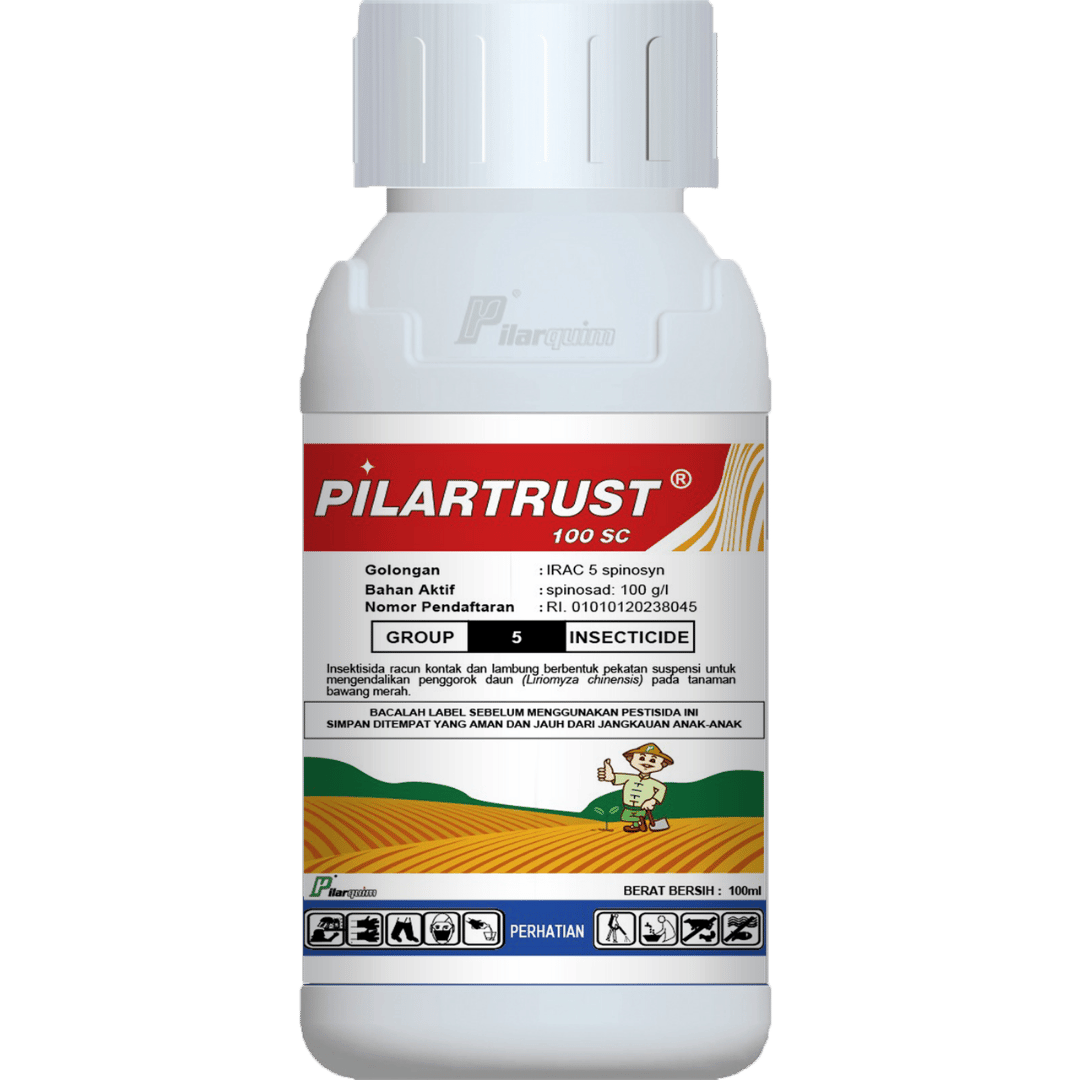 Pilarquim
PILARTRUST ®
100 SC
Golongan : IRAC 5 spinosyn
Bahan Aktif : spinosad: 100 g/l
Nomor Pendaftaran : RI. 01010120238045
GROUP 5 INSECTICIDE
Insektisida racun kontak dan lambung berbentuk pekatan suspensi untuk
mengendalikan penggorok daun (Liriomyza chinensis) pada tanaman
bawang merah.
BACALAH LABEL SEBELUM MENGGUNAKAN PESTISIDA INI
SIMPAN DITEMPAT YANG AMAN DAN JAUH DARI JANGKAUAN ANAK-ANAK
Pilarquim
BERAT BERSIH : 100ml
PERHATIAN